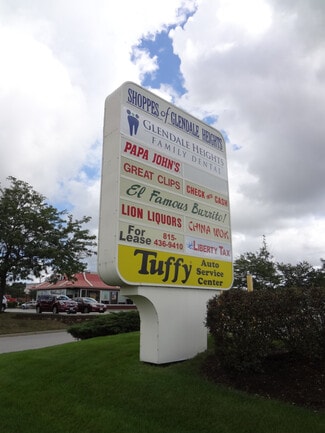 SHOPPES of GLENDALE HEIGHTS
GLENDALE HEIGHTS
FAMILY DENTAL
PAPA JOHN'S
GREAT CLIPS
CHECK and CASH
El Famous Burrito!
LION LIQUORS
CHINA WOK
For Lease
815-436-9410
LIBERTY TAX
Tuffy
Auto Service Center